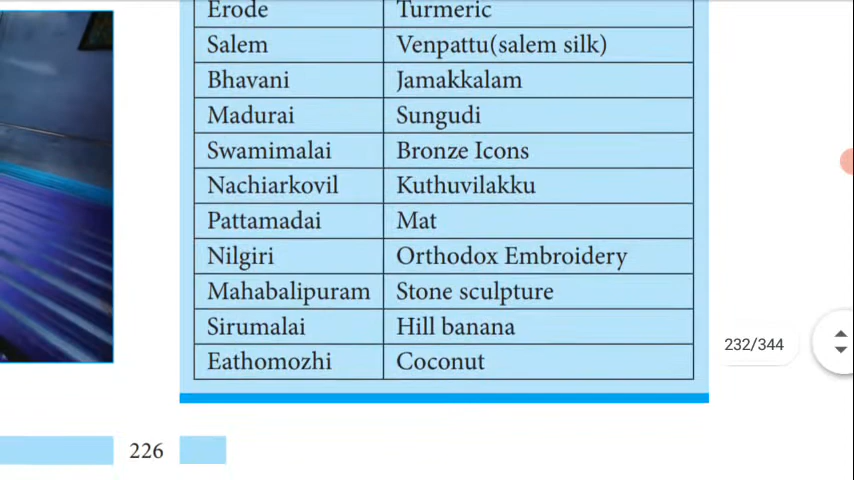 Erode Turmeric
Salem Venpattu(salem silk)
Bhavani Jamakkalam
Madurai Sungudi
Swamimalai Bronze Icons
Nachiarkovil Kuthuvilakku
Pattamadai Mat
Nilgiri Orthodox Embroidery
Mahabalipuram Stone sculpture
Sirumalai Hill banana
232/344
Eathomozhi Coconut
226